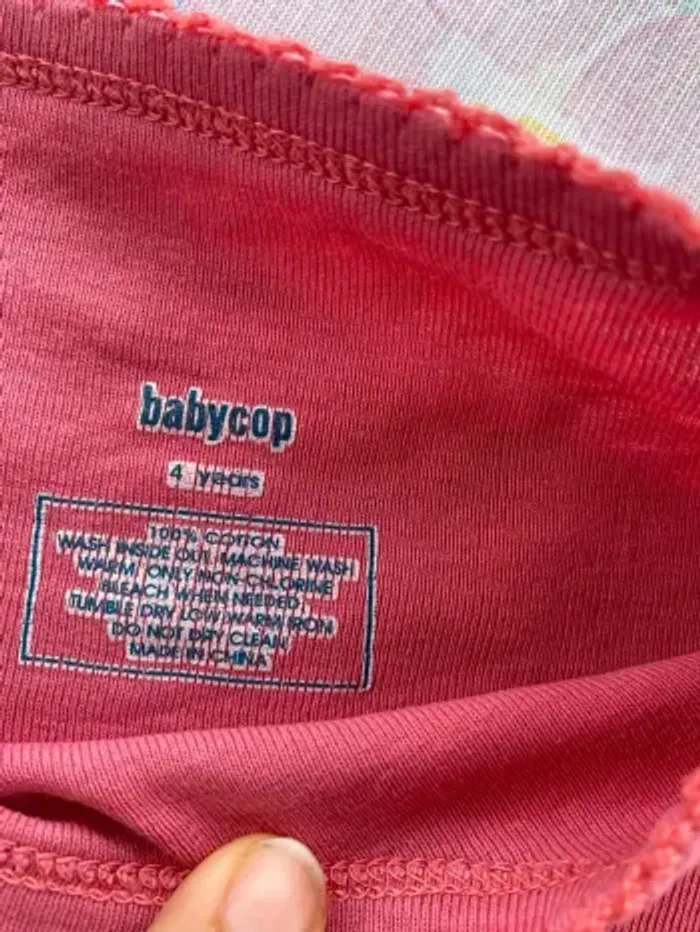 babycop
4 years
100% COTTON
WASH INSIDE OUT, MACHINE WASH
WARM, ONLY NON-CHLORINE
BLEACH WHEN NEEDED,
TUMBLE DRY LOW, WARM IRON
DO NOT DRY CLEAN
MADE IN CHINA